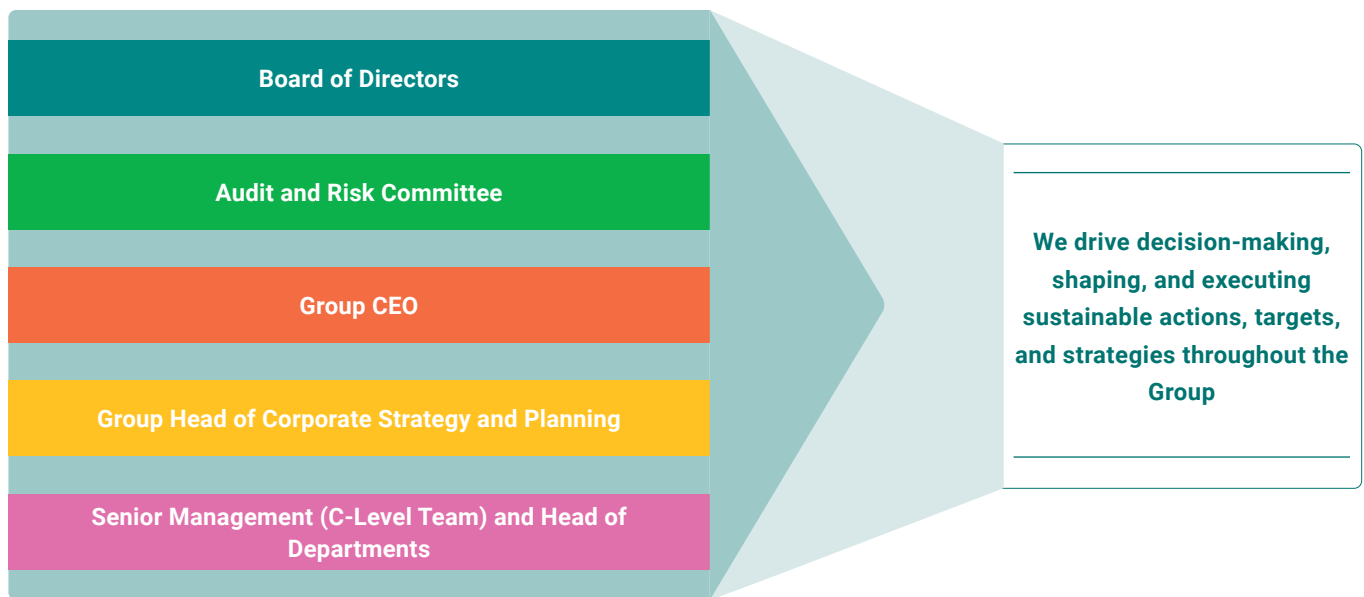 Board of Directors
Audit and Risk Committee
Group CEO
Group Head of Corporate Strategy and Planning
Senior Management (C-Level Team) and Head of
Departments
We drive decision-making,
shaping, and executing
sustainable actions, targets,
and strategies throughout the
Group